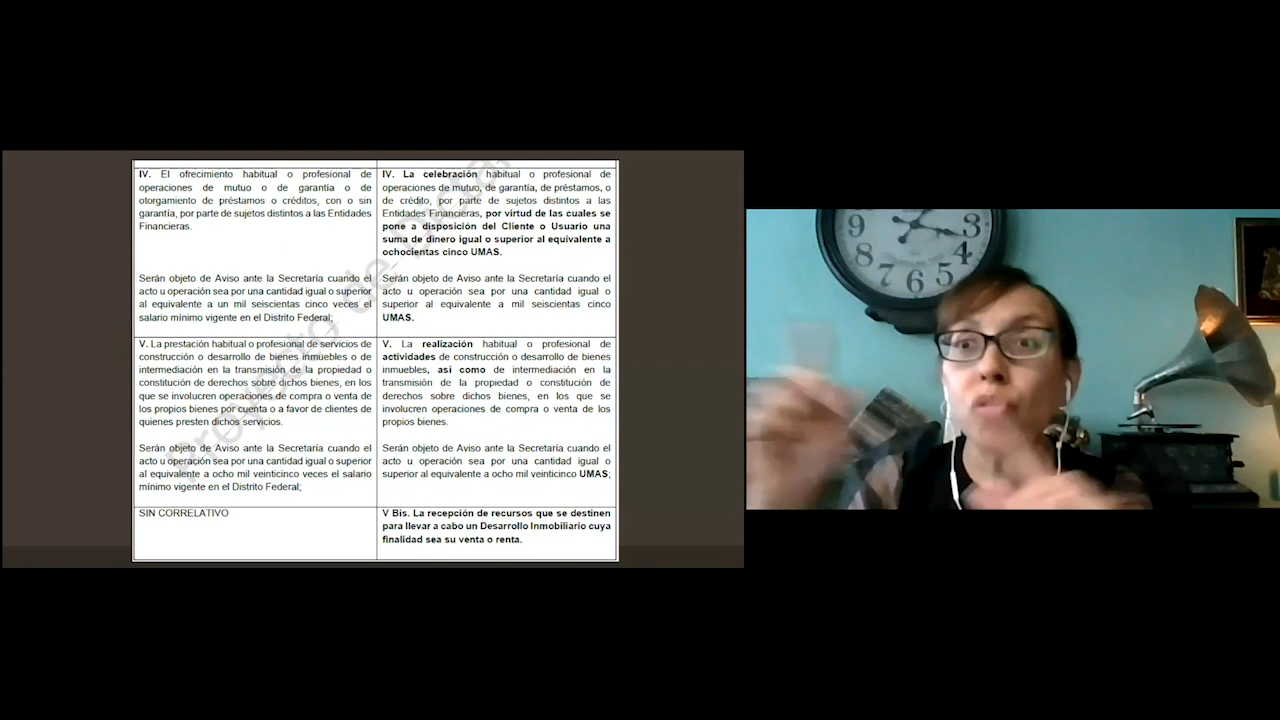 IV. El ofrecimiento habitual o profesional de
operaciones de mutuo o de garantía o de
otorgamiento de préstamos o créditos, con o sin
garantía, por parte de sujetos distintos a las Entidades
Financieras.
Serán objeto de Aviso ante la Secretaría cuando el
acto u operación sea por una cantidad igual o superior
al equivalente a un mil seiscientas cinco veces el
salario mínimo vigente en el Distrito Federal;
IV. La celebración habitual o profesional de
operaciones de mutuo, de garantía, de préstamos, o
de crédito, por parte de sujetos distintos a las
Entidades Financieras, por virtud de las cuales se
pone a disposición del Cliente o Usuario una
suma de dinero igual o superior al equivalente a
ochocientas cinco UMAS.
Serán objeto de Aviso ante la Secretaría cuando el
acto u operación sea por una cantidad igual o
superior al equivalente a mil seiscientas cinco
UMAS.
V. La prestación habitual o profesional de servicios de
construcción o desarrollo de bienes inmuebles o de
intermediación en la transmisión de la propiedad o
constitución de derechos sobre dichos bienes, en los
que se involucren operaciones de compra o venta de
los propios bienes por cuenta o a favor de clientes de
quienes presten dichos servicios.
Serán objeto de Aviso ante la Secretaría cuando el
acto u operación sea por una cantidad igual o superior
al equivalente a ocho mil veinticinco veces el salario
mínimo vigente en el Distrito Federal;
V. La realización habitual o profesional de
actividades de construcción o desarrollo de bienes
inmuebles, así como de intermediación en la
transmisión de la propiedad o constitución de
derechos sobre dichos bienes, en los que se
involucren operaciones de compra o venta de los
propios bienes.
Serán objeto de Aviso ante la Secretaría cuando el
acto u operación sea por una cantidad igual o
superior al equivalente a ocho mil veinticinco UMAS;
SIN CORRELATIVO
V Bis. La recepción de recursos que se destinen
para llevar a cabo un Desarrollo Inmobiliario cuya
finalidad sea su venta o renta.
Proyecto de
9 3
8 4
7 6 5